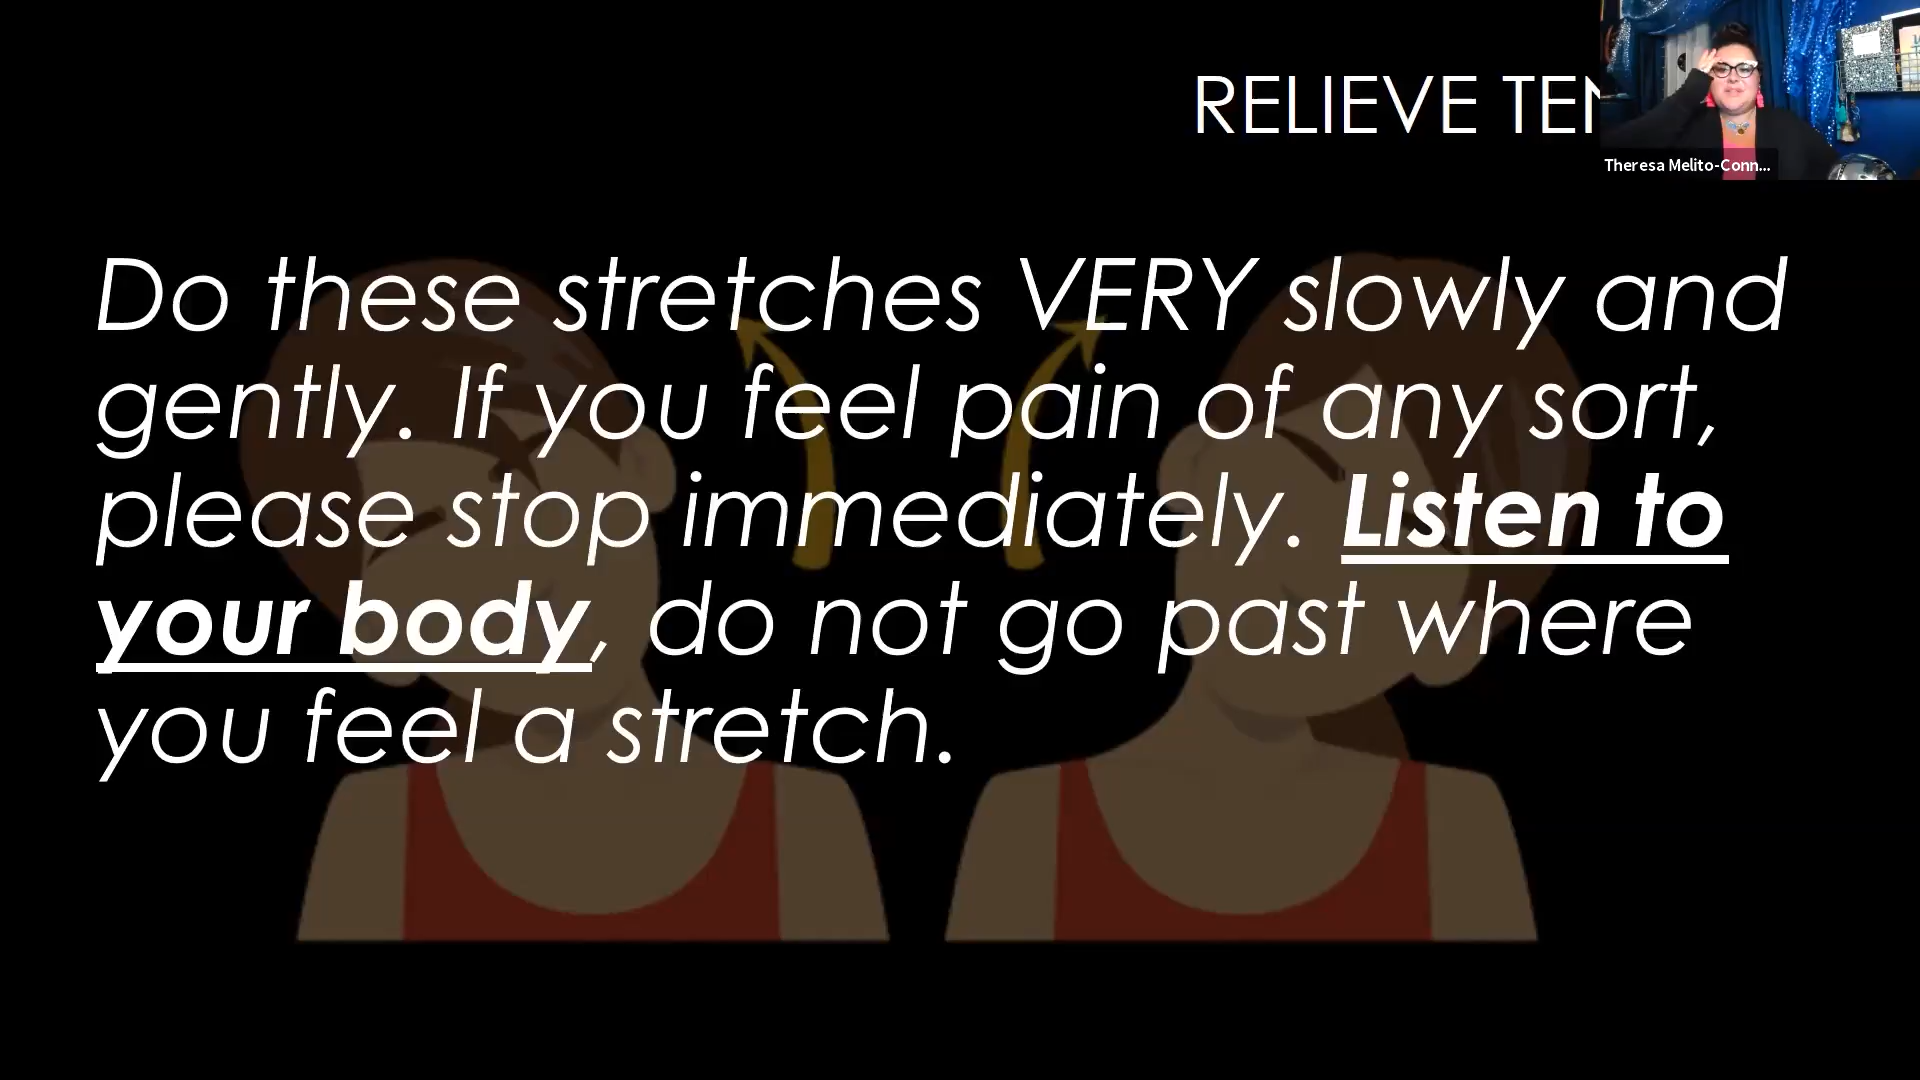 RELIEVE TEN
Theresa Melito-Conn...
Do these stretches VERY slowly and
gently. If you feel pain of any sort,
please stop immediately. Listen to
your body, do not go past where
you feel a stretch.